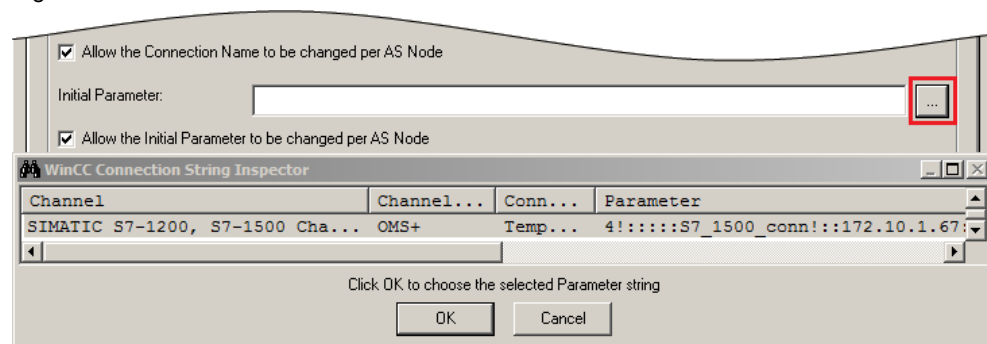 Allow the Connection Name to be changed per AS Node
Initial Parameter:
...
Allow the Initial Parameter to be changed per AS Node
WinCC Connection String Inspector
Channel Channel... Conn... Parameter
SIMATIC S7-1200, S7-1500 Cha... OMS+ Temp... 4!:::::S7_1500_conn!::172.10.1.67:
Click OK to choose the selected Parameter string
OK Cancel